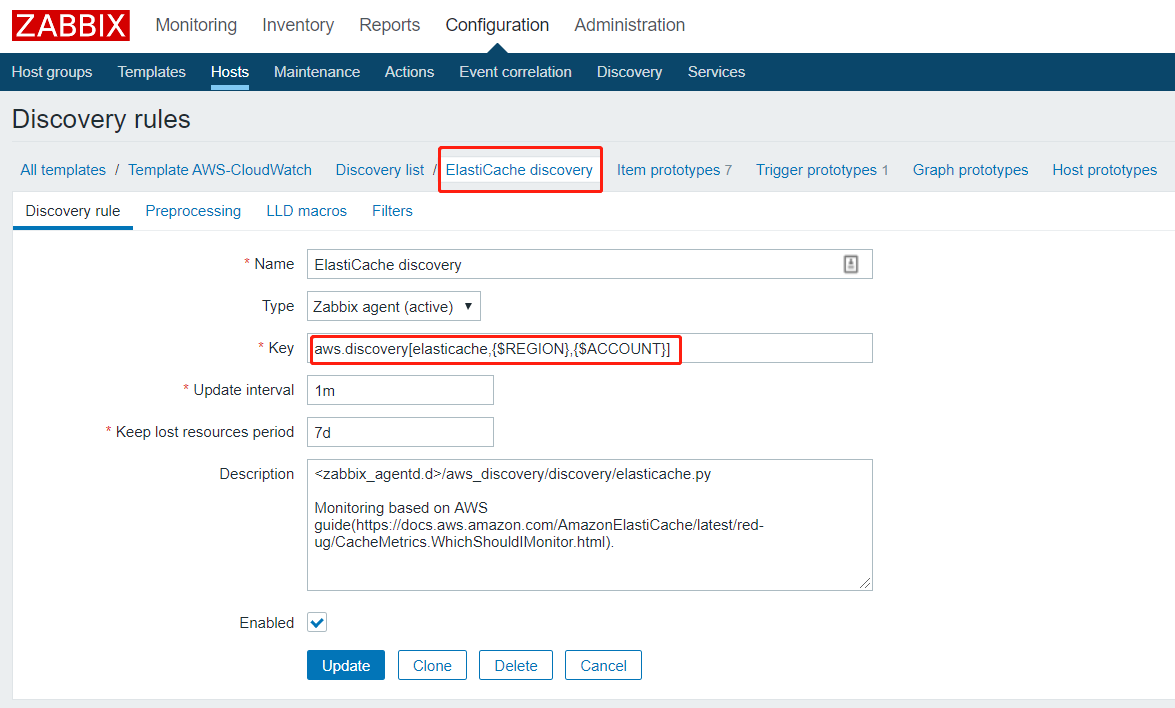 ZABBIX Monitoring Inventory Reports Configuration Administration
Host groups Templates Hosts Maintenance Actions Event correlation Discovery Services
Discovery rules
All templates / Template AWS-CloudWatch Discovery list / ElastiCache discovery Item prototypes 7 Trigger prototypes 1 Graph prototypes Host prototypes
Discovery rule Preprocessing LLD macros Filters
* Name ElastiCache discovery
Type Zabbix agent (active) ▼
* Key aws.discovery[elasticache,{$REGION},{$ACCOUNT}]
* Update interval 1m
* Keep lost resources period 7d
Description <zabbix_agentd.d>/aws_discovery/discovery/elasticache.py
Monitoring based on AWS
guide(https://docs.aws.amazon.com/AmazonElastiCache/latest/red-
ug/CacheMetrics.WhichShouldIMonitor.html).
Enabled
Update Clone Delete Cancel